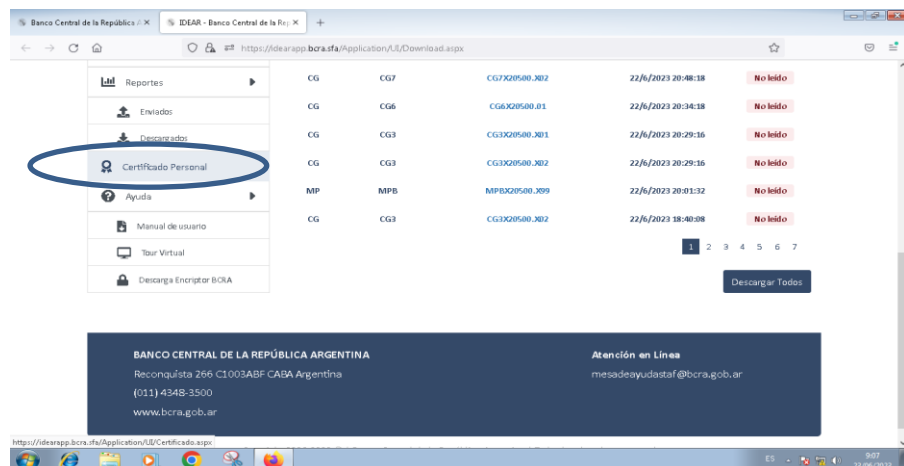 Banco Central de la República A
IDEAR - Banco Central de la Rep
https://idearapp.bcra.sfa/Application/UI/Download.aspx
Reportes CG CG7 CG7X20500.X02 22/6/2023 20:48:18 No leído
Enviados CG CG6 CG6X20500.01 22/6/2023 20:34:18 No leído
Descargados CG CG3 CG3X20500.X01 22/6/2023 20:29:16 No leído
Certificado Personal CG CG3 CG3X20500.X02 22/6/2023 20:29:16 No leído
Ayuda MP MPB MPBX20500.X99 22/6/2023 20:01:32 No leído
Manual de usuario CG CG3 CG3X20500.X02 22/6/2023 18:40:08 No leído
1 2 3 4 5 6 7
Tour Virtual
Descarga Encriptor BCRA
Descargar Todos
BANCO CENTRAL DE LA REPÚBLICA ARGENTINA
Reconquista 266 C1003ABF CABA Argentina
(011) 4348-3500
www.bcra.gob.ar
Atención en Línea
mesadeayudastaf@bcra.gob.ar
https://idearapp.bcra.sfa/Application/UI/Certificado.aspx
ES
9:07